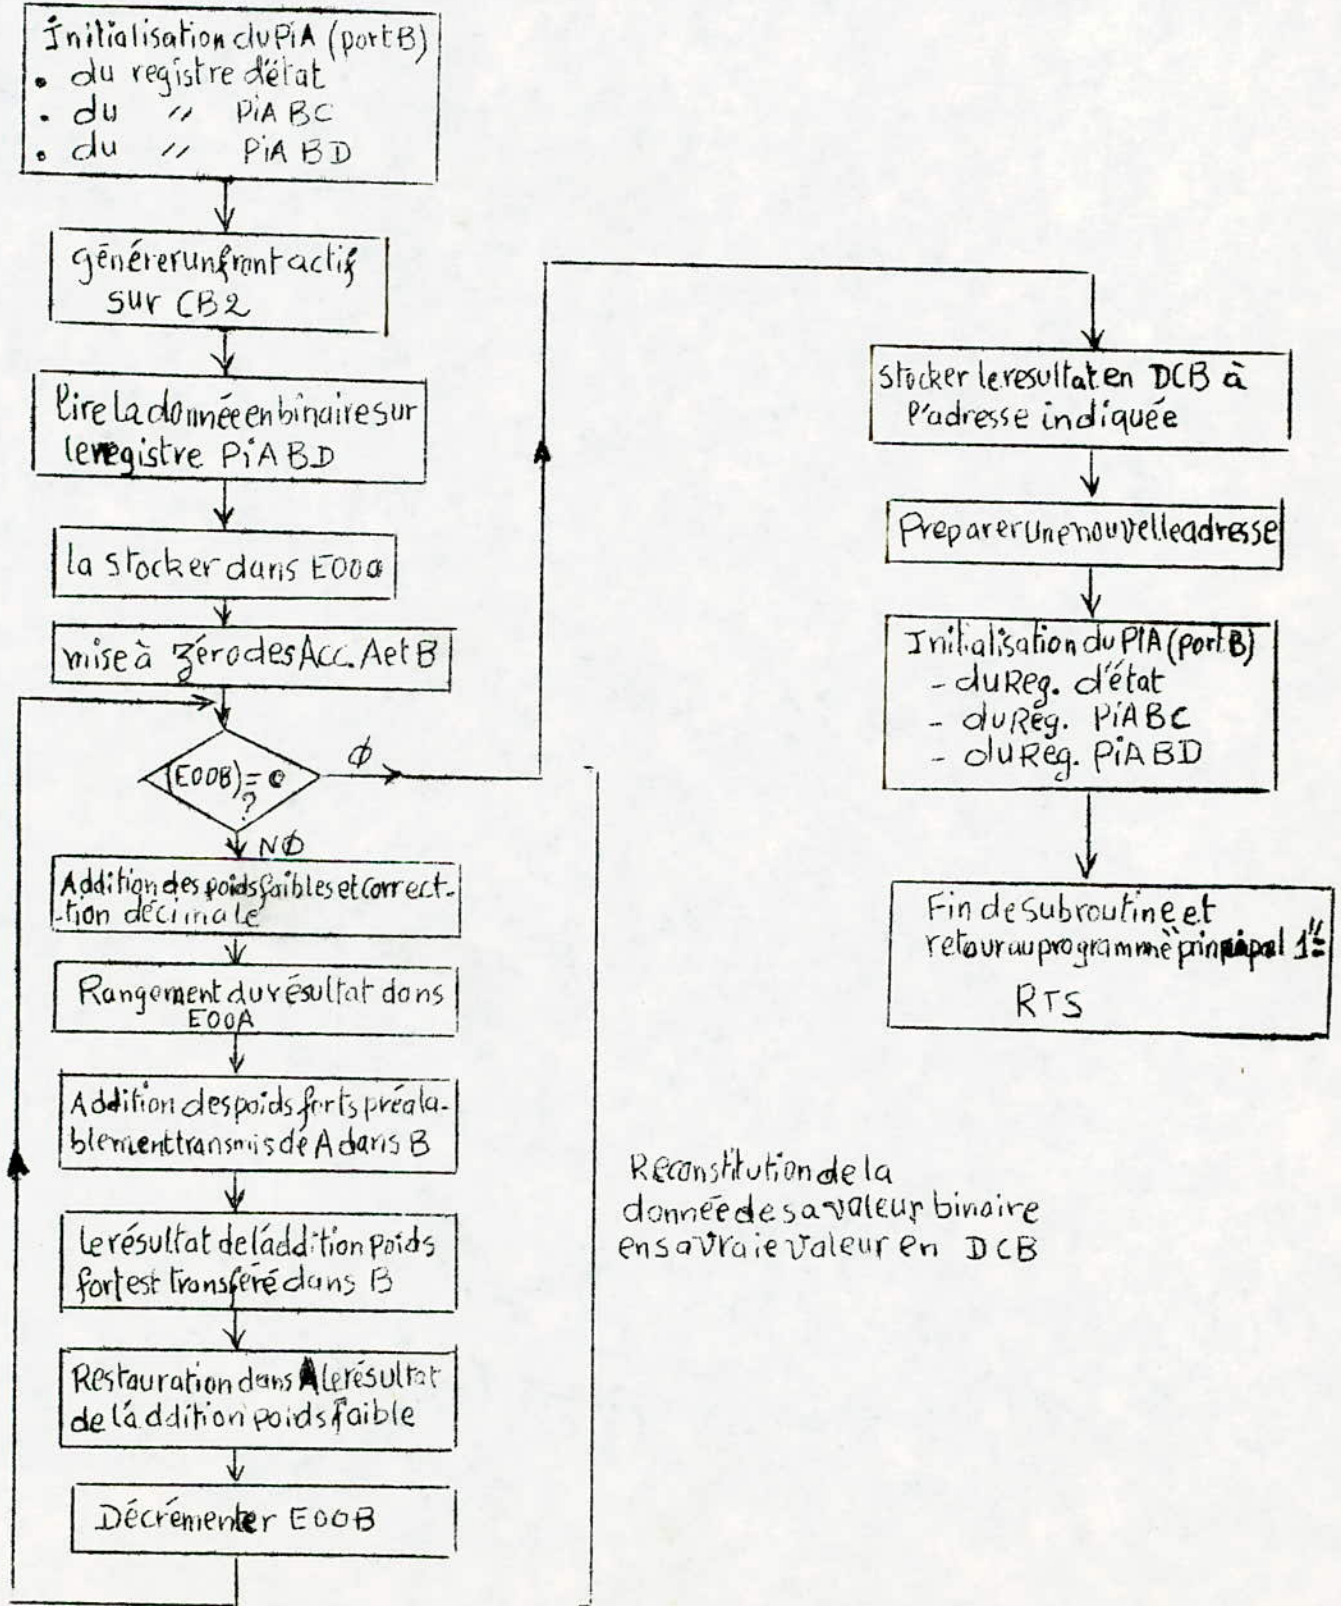 Initialisation du PiA (port B)
• du registre d'état
• du " PiA BC
• du " PiA BD
générer un front actif
sur CB2
Lire la donnée en binaire sur
le registre PiA BD
la stocker dans E00a
mise à zéro des Acc. A et B
(E00B) = 0
?
φ
Nφ
Addition des poids faibles et correct-
-tion décimale
Rangement du résultat dans
E00A
Addition des poids forts préala-
blement transmis de A dans B
Le résultat de l'addition poids
fort est transféré dans B
Restauration dans A le résultat
de l'addition poids faible
Décrémenter E00B
Reconstitution de la
donnée de sa valeur binaire
en sa vraie valeur en DCB
Stocker le resultat en DCB à
l'adresse indiquée
Preparer une nouvelle adresse
Initialisation du PiA (port B)
- du Reg. d'état
- du Rég. PiA BC
- du Reg. PiA BD
Fin de subroutine et
retour au programme principal 1"
RTS